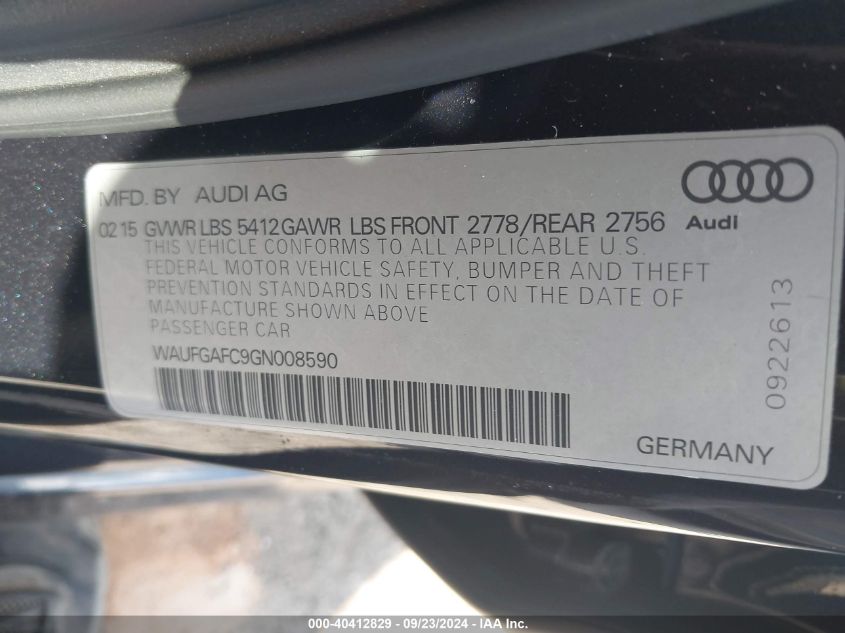 MFD. BY AUDI AG
Audi
02 15 GVWR LBS 5412 GAWR LBS FRONT 2778/REAR 2756
THIS VEHICLE CONFORMS TO ALL APPLICABLE U.S.
FEDERAL MOTOR VEHICLE SAFETY, BUMPER AND THEFT
PREVENTION STANDARDS IN EFFECT ON THE DATE OF
MANUFACTURE SHOWN ABOVE
PASSENGER CAR
WAUFGAFC9GN008590
0922613
GERMANY
000-40412829 - 09/23/2024 - IAA Inc.